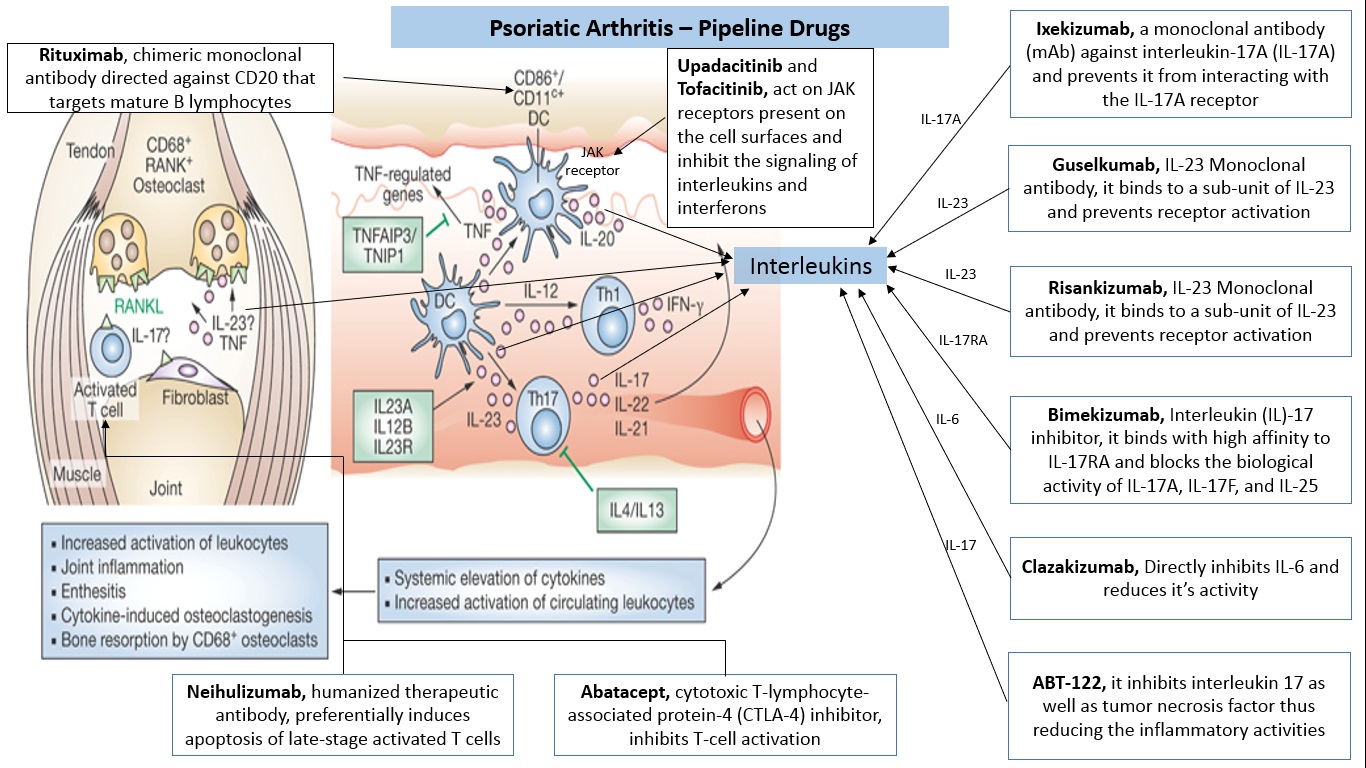 Psoriatic Arthritis – Pipeline Drugs
Rituximab, chimeric monoclonal
antibody directed against CD20 that
targets mature B lymphocytes
Tendon
CD68+
RANK+
Osteoclast
RANKL
IL-17?
IL-23?
TNF
Activated
T cell
Fibroblast
Muscle
Joint
CD86+/
CD11c+
DC
JAK
receptor
TNF-regulated
genes
TNFAIP3/
TNIP1
TNF
IL-20
DC
IL-12
Th1
IFN-γ
IL23A
IL12B
IL23R
IL-23
Th17
IL-17
IL-22
IL-21
IL4/IL13
Upadacitinib and
Tofacitinib, act on JAK
receptors present on
the cell surfaces and
inhibit the signaling of
interleukins and
interferons
Interleukins
IL-17A
IL-23
IL-23
IL-17RA
IL-6
IL-17
Ixekizumab, a monoclonal antibody
(mAb) against interleukin-17A (IL-17A)
and prevents it from interacting with
the IL-17A receptor
Guselkumab, IL-23 Monoclonal
antibody, it binds to a sub-unit of IL-23
and prevents receptor activation
Risankizumab, IL-23 Monoclonal
antibody, it binds to a sub-unit of IL-23
and prevents receptor activation
Bimekizumab, Interleukin (IL)-17
inhibitor, it binds with high affinity to
IL-17RA and blocks the biological
activity of IL-17A, IL-17F, and IL-25
Clazakizumab, Directly inhibits IL-6 and
reduces it’s activity
ABT-122, it inhibits interleukin 17 as
well as tumor necrosis factor thus
reducing the inflammatory activities
▪ Increased activation of leukocytes
▪ Joint inflammation
▪ Enthesitis
▪ Cytokine-induced osteoclastogenesis
▪ Bone resorption by CD68+ osteoclasts
▪ Systemic elevation of cytokines
▪ Increased activation of circulating leukocytes
Neihulizumab, humanized therapeutic
antibody, preferentially induces
apoptosis of late-stage activated T cells
Abatacept, cytotoxic T-lymphocyte-
associated protein-4 (CTLA-4) inhibitor,
inhibits T-cell activation